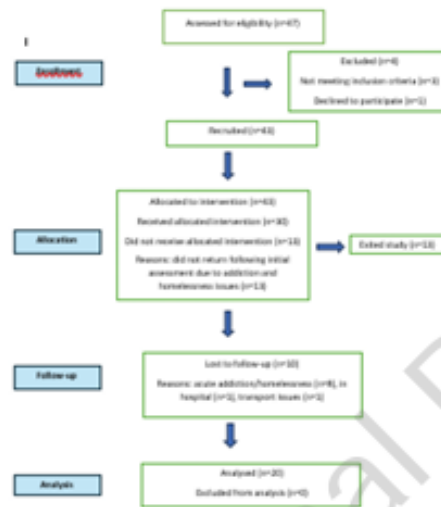 Assessed for eligibility (n=47)
Enrolment
Excluded (n=4)
Not meeting inclusion criteria (n=3)
Declined to participate (n=1)
Recruited (n=43)
Allocation
Allocated to intervention (n=43)
Received allocated intervention (n=30)
Did not receive allocated intervention (n=13)
Reasons: did not return following initial
assessment due to addiction and
homelessness issues (n=13)
Exited study (n=13)
Follow-up
Lost to follow-up (n=10)
Reasons: acute addiction/homelessness (n=8), in
hospital (n=1), transport issues (n=1)
Analysis
Analysed (n=20)
Excluded from analysis (n=0)